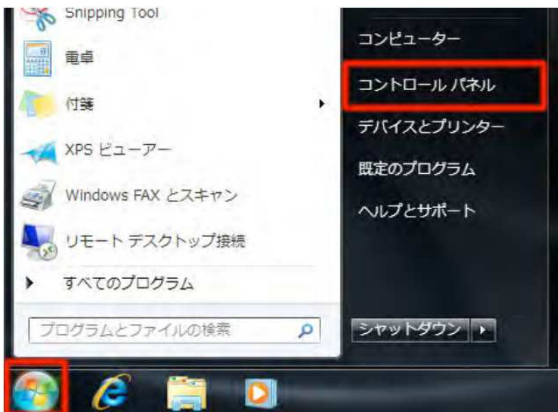 Snipping Tool
電卓
付箋
XPS ビューアー
Windows FAX とスキャン
リモート デスクトップ接続
すべてのプログラム
プログラムとファイルの検索
コンピューター
コントロール パネル
デバイスとプリンター
既定のプログラム
ヘルプとサポート
シャットダウン